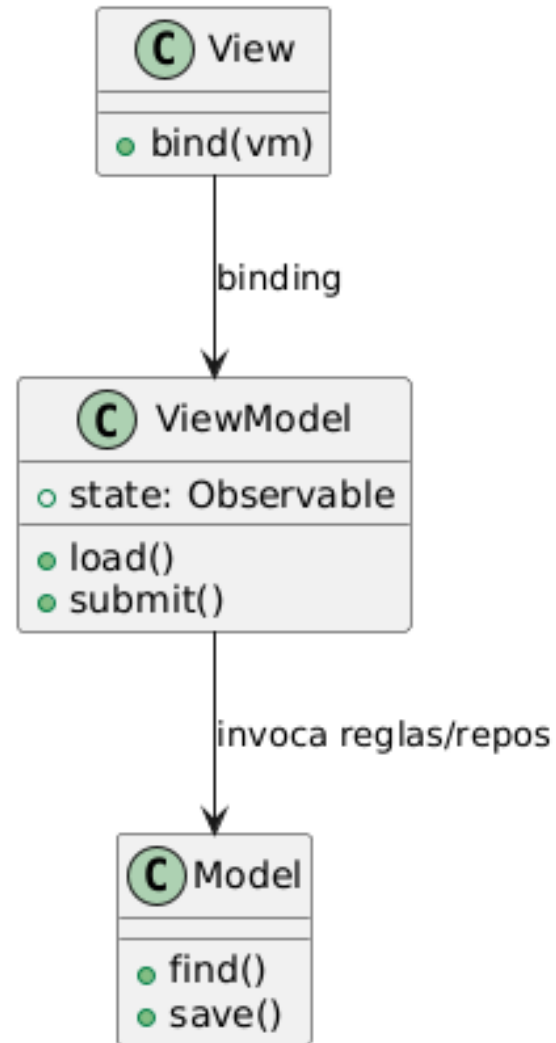 C View
bind(vm)
binding
C ViewModel
state: Observable
load()
submit()
invoca reglas/repos
C Model
find()
save()